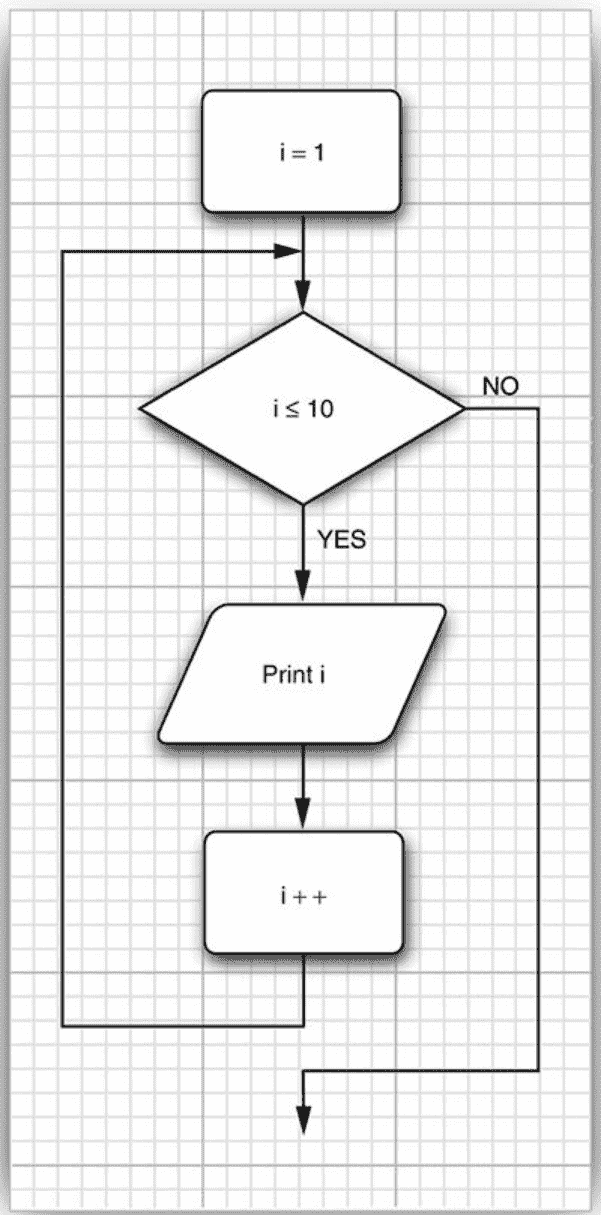 i = 1
i ≤ 10
NO
YES
Print i
i + +